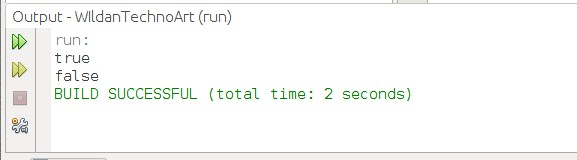 Output - WIldanTechnoArt (run)
run:
true
false
BUILD SUCCESSFUL (total time: 2 seconds)